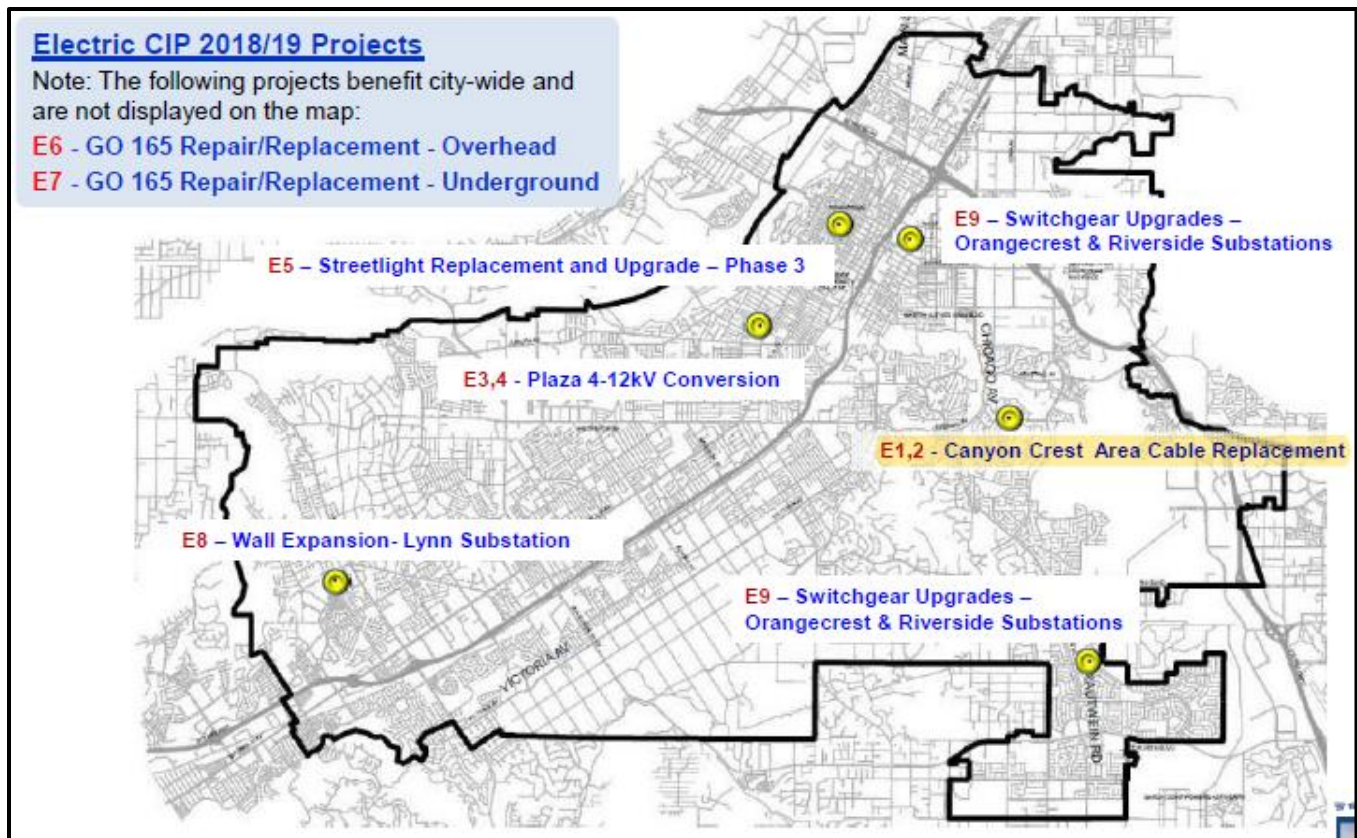 Electric CIP 2018/19 Projects
Note: The following projects benefit city-wide and
are not displayed on the map:
E6 - GO 165 Repair/Replacement - Overhead
E7 - GO 165 Repair/Replacement - Underground
E9 – Switchgear Upgrades –
Orangecrest & Riverside Substations
E5 – Streetlight Replacement and Upgrade – Phase 3
CHICAGO AV
E3,4 - Plaza 4-12kV Conversion
E1,2 - Canyon Crest Area Cable Replacement
E8 – Wall Expansion- Lynn Substation
E9 – Switchgear Upgrades –
Orangecrest & Riverside Substations
VICTORIA AV